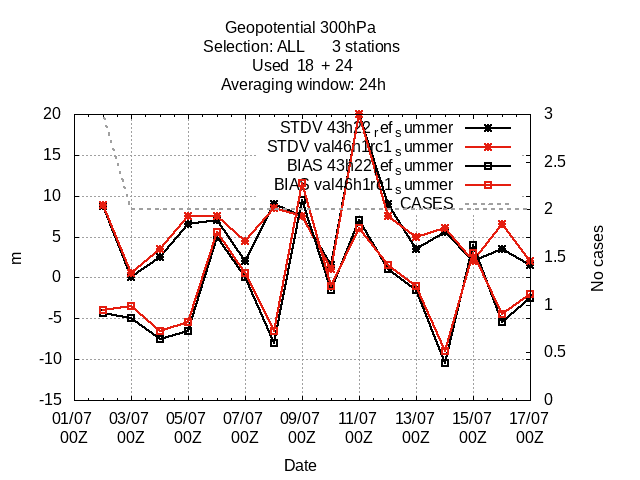 Geopotential 300hPa
Selection: ALL 3 stations
Used 18 + 24
Averaging window: 24h
20
15
10
5
0
-5
-10
-15
m
3
2.5
2
1.5
1
0.5
0
No cases
STDV 43h22_ref_summer
STDV val46h1rc1_summer
BIAS 43h22_ref_summer
BIAS val46h1rc1_summer
CASES
01/07 03/07 05/07 07/07 09/07 11/07 13/07 15/07 17/07
00Z 00Z 00Z 00Z 00Z 00Z 00Z 00Z 00Z
Date